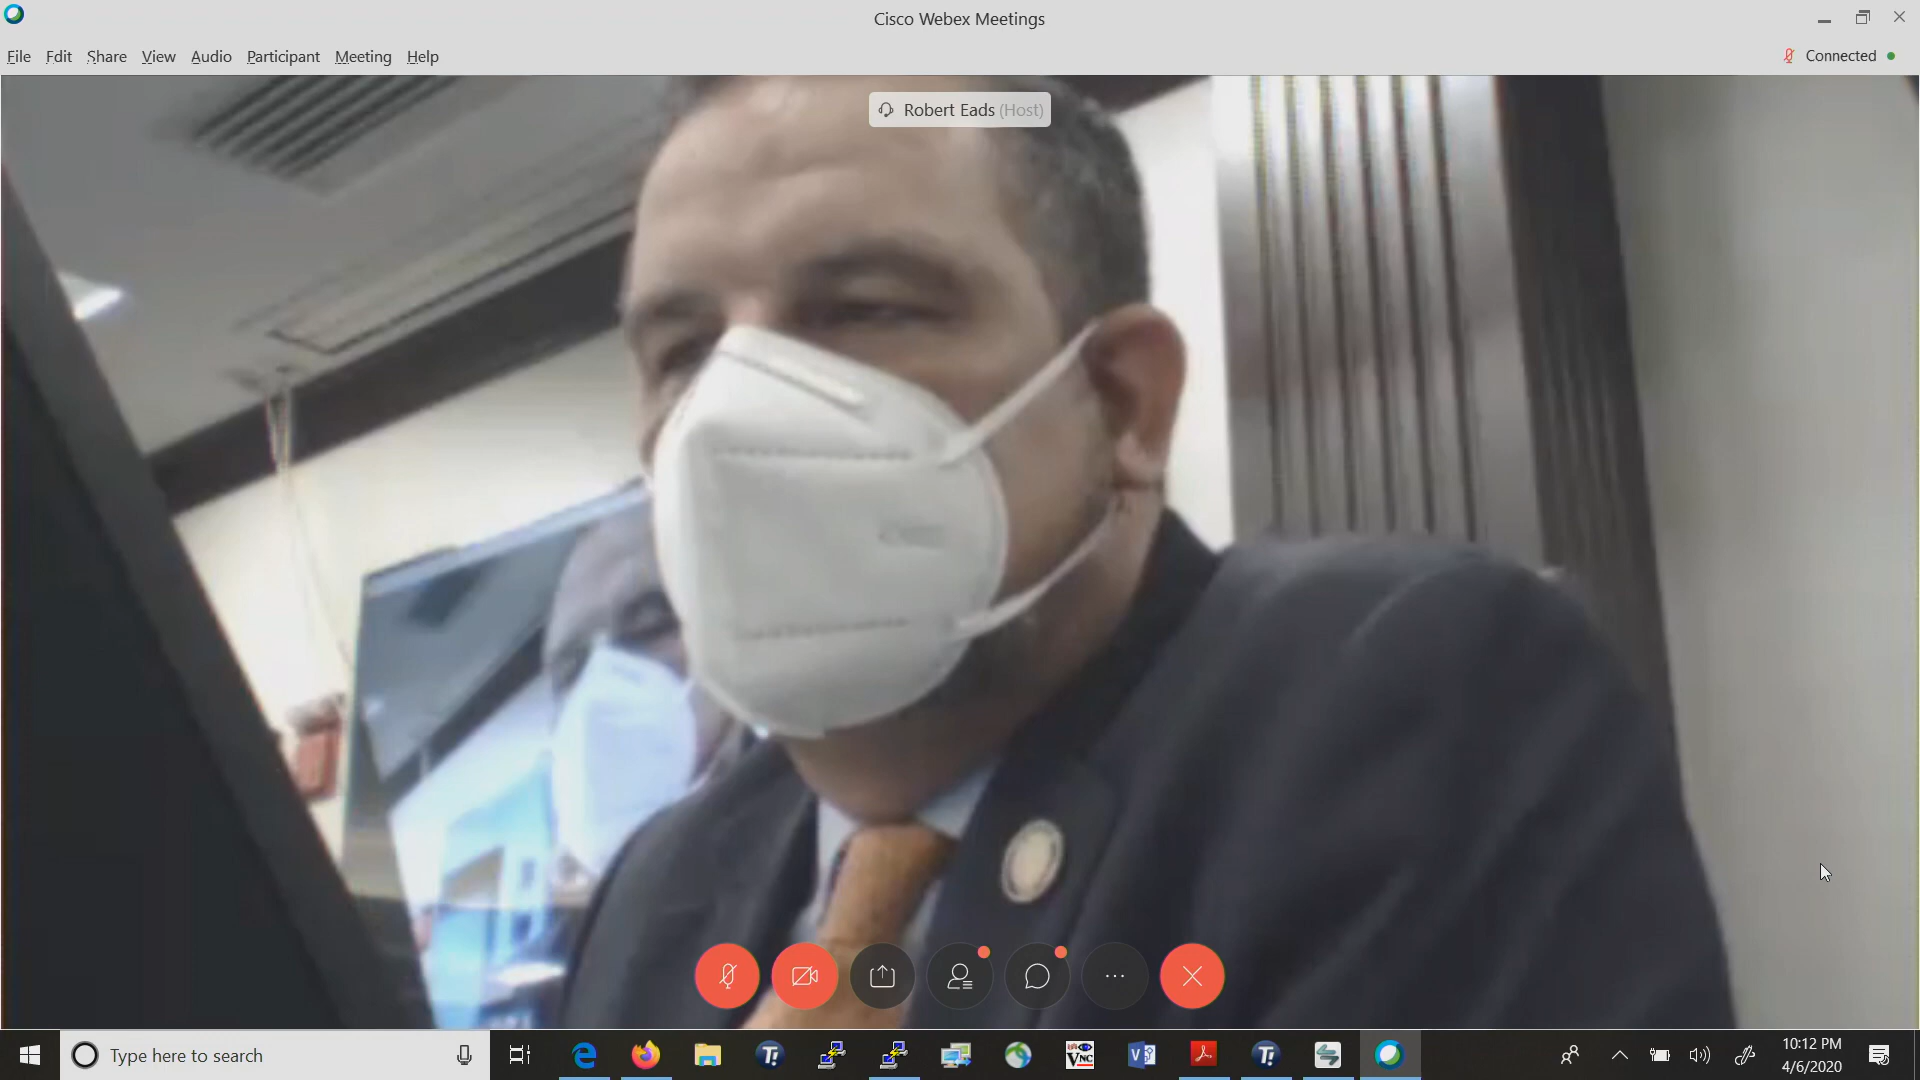 Cisco Webex Meetings
File Edit Share View Audio Participant Meeting Help
Connected
Robert Eads (Host)
Type here to search
10:12 PM
4/6/2020